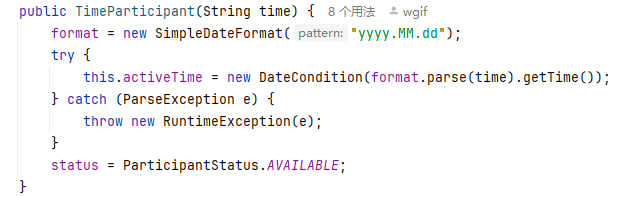 public TimeParticipant(String time) { 8 个用法 wgif
format = new SimpleDateFormat( pattern: "yyyy.MM.dd");
try {
this.activeTime = new DateCondition(format.parse(time).getTime());
} catch (ParseException e) {
throw new RuntimeException(e);
}
status = ParticipantStatus.AVAILABLE;
}